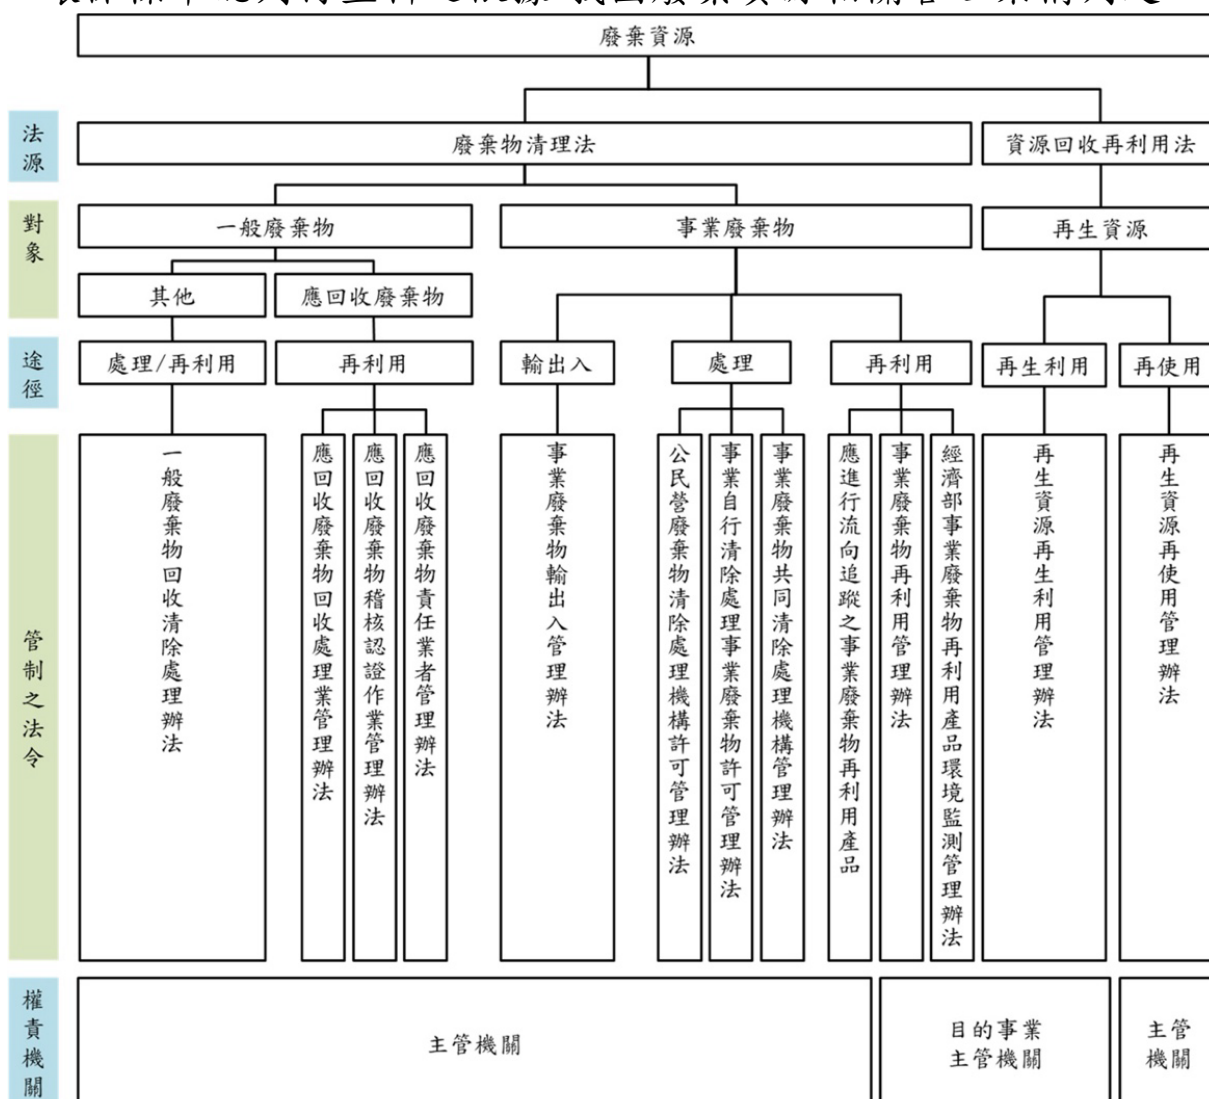 廢棄資源
法源
廢棄物清理法
資源回收再利用法
對象
一般廢棄物
事業廢棄物
再生資源
其他
應回收廢棄物
途徑
處理/再利用
再利用
輸出入
處理
再利用
再生利用
再使用
管制之法令
一般廢棄物回收清除處理辦法
應回收廢棄物回收處理業管理辦法
應回收廢棄物稽核認證作業管理辦法
應回收廢棄物責任業者管理辦法
事業廢棄物輸出入管理辦法
公民營廢棄物清除處理機構許可管理辦法
事業自行清除處理事業廢棄物許可管理辦法
事業廢棄物共同清除處理機構管理辦法
應進行流向追蹤之事業廢棄物再利用產品
事業廢棄物再利用管理辦法
經濟部事業廢棄物再利用產品環境監測管理辦法
再生資源再生利用管理辦法
再生資源再使用管理辦法
權責機關
主管機關
目的事業
主管機關
主管
機關